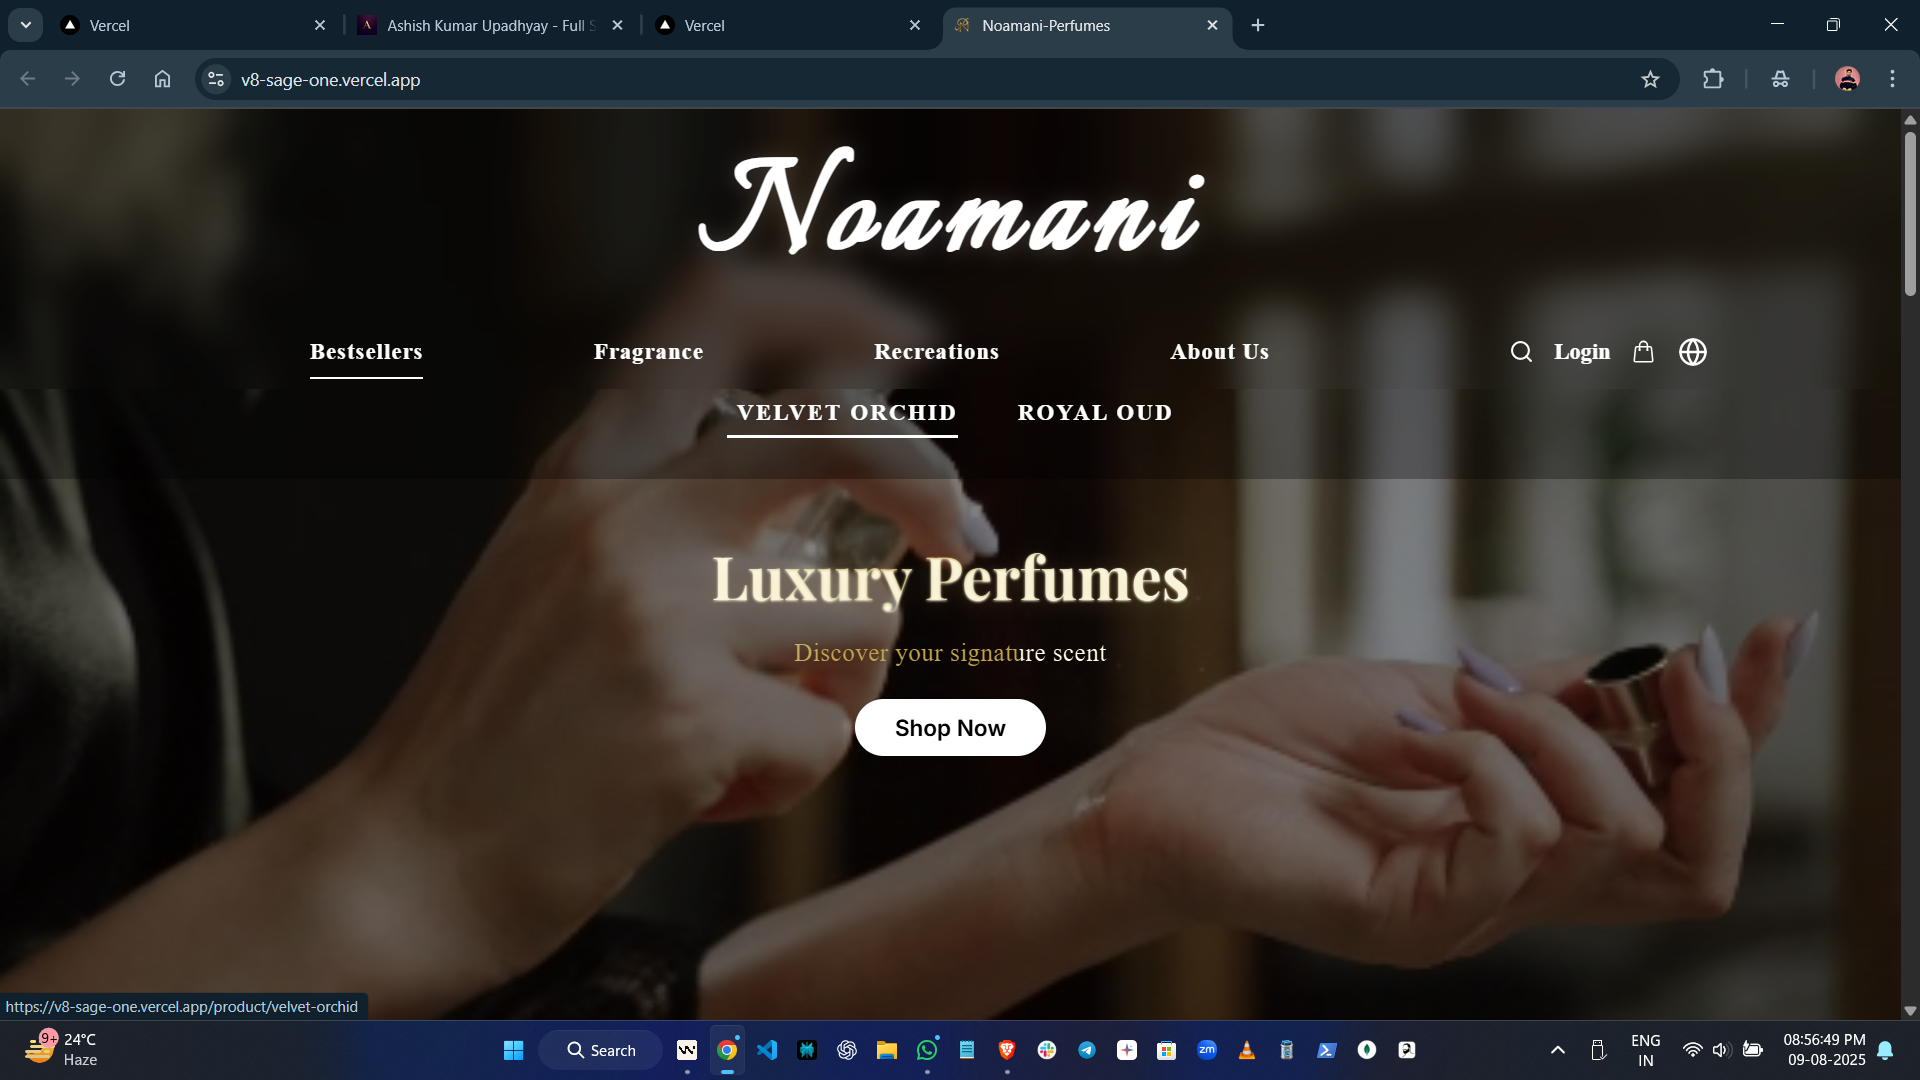 Vercel
Ashish Kumar Upadhyay - Full S
Vercel
Noamani-Perfumes
v8-sage-one.vercel.app
Noamani
Bestsellers Fragrance Recreations About Us Login
VELVET ORCHID ROYAL OUD
Luxury Perfumes
Discover your signature scent
Shop Now
https://v8-sage-one.vercel.app/product/velvet-orchid
9+
24°C
Haze
Search
zm
ENG
IN
08:56:49 PM
09-08-2025